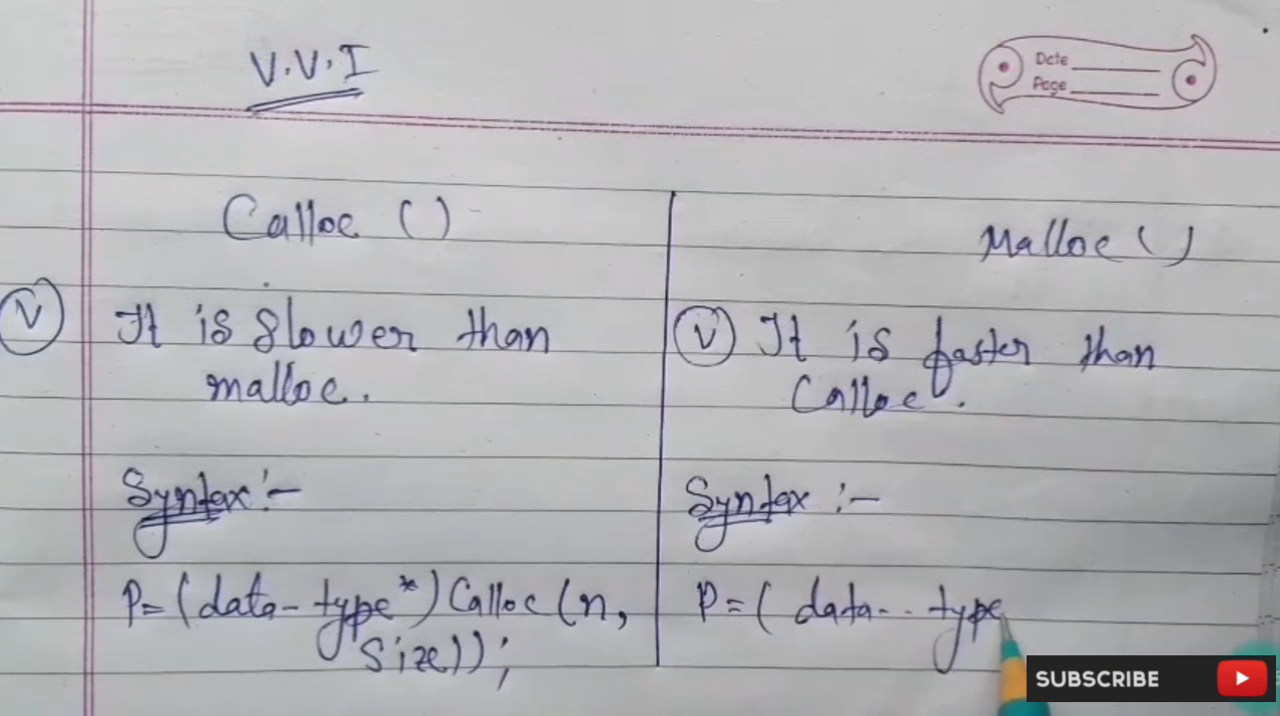 V.V.I
Date
Page
Calloc ()
Malloc ()
V It is slower than
malloc.
V It is faster than
Calloc.
Syntax :-
P=(data-type*)Calloc(n,
size));
Syntax :-
P=( data-- type
SUBSCRIBE